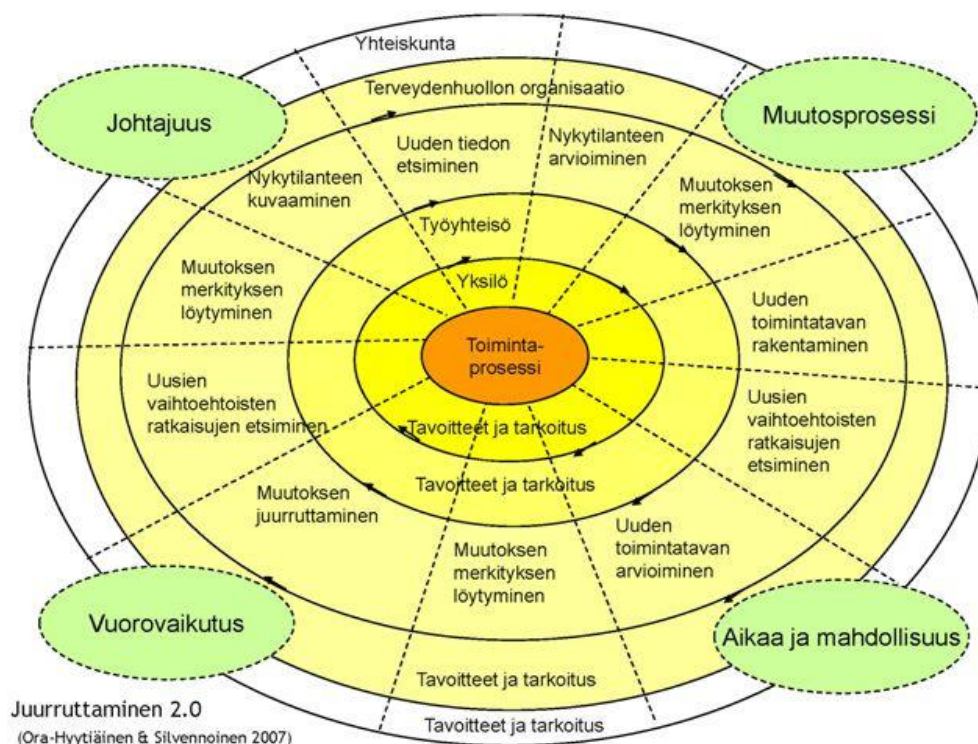 Yhteiskunta
Terveydenhuollon organisaatio
Johtajuus
Muutosprosessi
Uuden tiedon
etsiminen
Nykytilanteen
arvioiminen
Nykytilanteen
kuvaaminen
Muutoksen
merkityksen
löytyminen
Työyhteisö
Muutoksen
merkityksen
löytyminen
Yksilö
Uuden
toimintatavan
rakentaminen
Toiminta-
prosessi
Uusien
vaihtoehtoisten
ratkaisujen etsiminen
Uusien
vaihtoehtoisten
ratkaisujen
etsiminen
Tavoitteet ja tarkoitus
Tavoitteet ja tarkoitus
Muutoksen
juurruttaminen
Uuden
toimintatavan
arvioiminen
Muutoksen
merkityksen
löytyminen
Vuorovaikutus
Aikaa ja mahdollisuus
Tavoitteet ja tarkoitus
Tavoitteet ja tarkoitus
Juurruttaminen 2.0
(Ora-Hyytiäinen & Silvennoinen 2007)